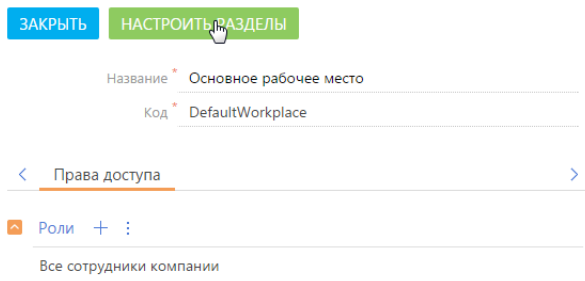 ЗАКРЫТЬ НАСТРОИТЬ РАЗДЕЛЫ
Название * Основное рабочее место
Код * DefaultWorkplace
Права доступа
Роли
Все сотрудники компании